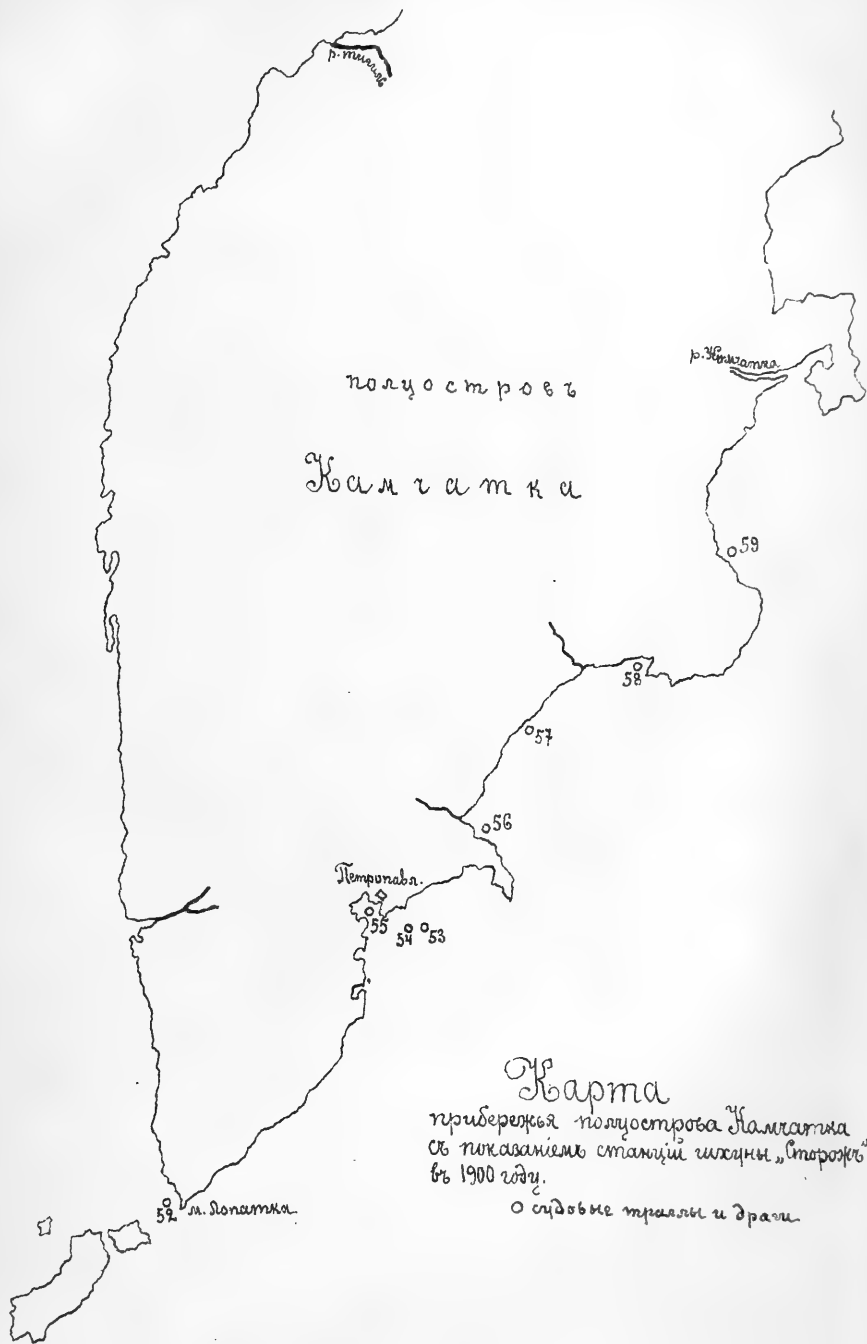 р. Тигиль
р. Камчатка
полуостровъ
Камчатка
59
58
57
56
Петропавл.
55
54
53
Карта
прибережья полуострова Камчатка
съ показаніемъ станцій шхуны „Сторожъ“
въ 1900 году.
52
м. Лопатка
О судовые траллы и драги